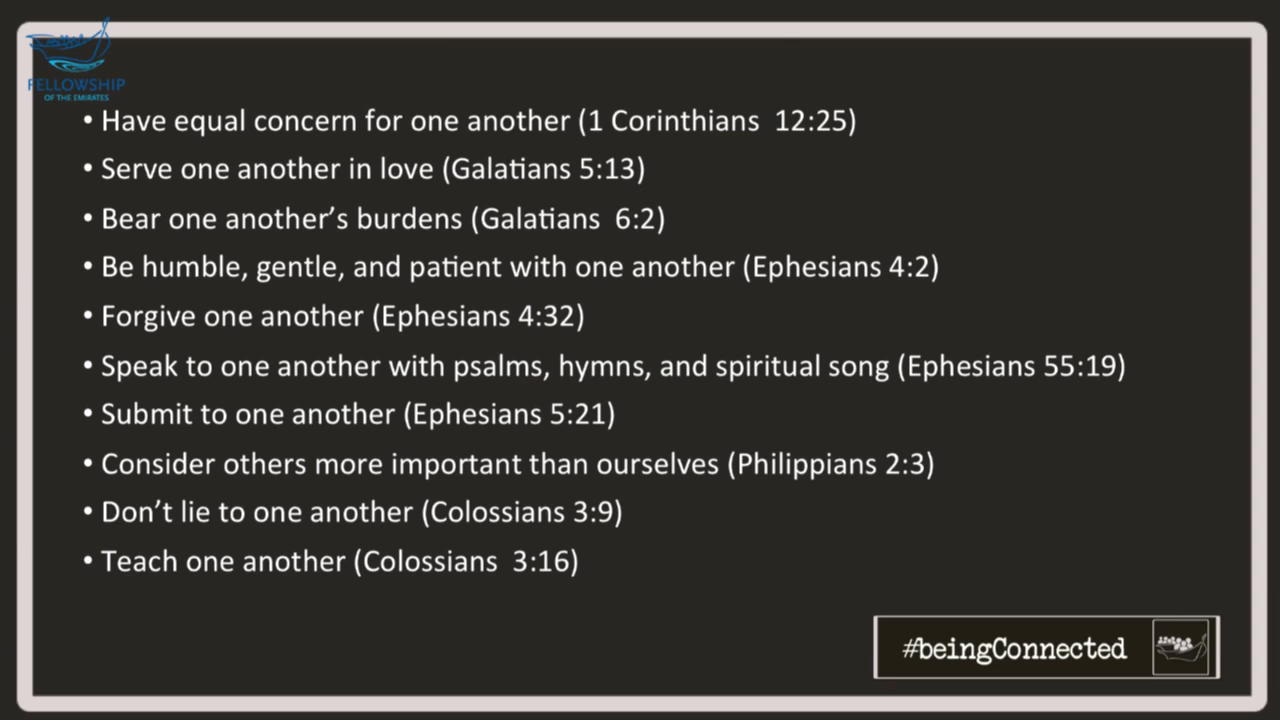 FELLOWSHIP
OF THE EMIRATES
• Have equal concern for one another (1 Corinthians  12:25)
• Serve one another in love (Galatians 5:13)
• Bear one another’s burdens (Galatians  6:2)
• Be humble, gentle, and patient with one another (Ephesians 4:2)
• Forgive one another (Ephesians 4:32)
• Speak to one another with psalms, hymns, and spiritual song (Ephesians 55:19)
• Submit to one another (Ephesians 5:21)
• Consider others more important than ourselves (Philippians 2:3)
• Don’t lie to one another (Colossians 3:9)
• Teach one another (Colossians  3:16)
#beingConnected